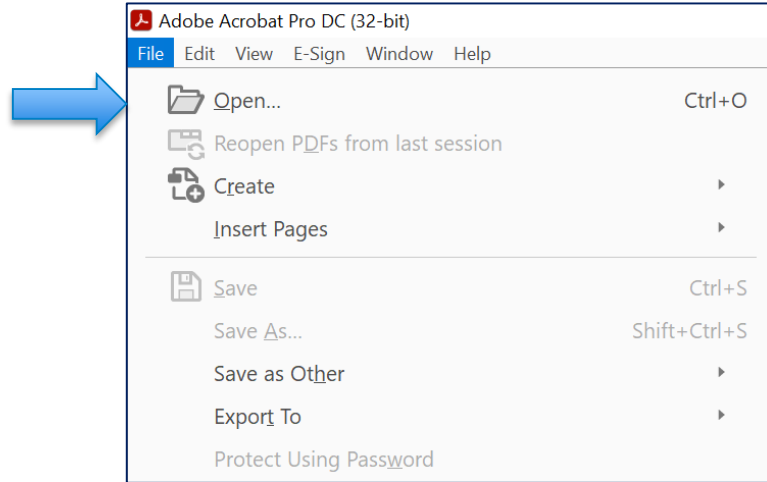 Adobe Acrobat Pro DC (32-bit)
File Edit View E-Sign Window Help
Open... Ctrl+O
Reopen PDFs from last session
Create
Insert Pages
Save Ctrl+S
Save As... Shift+Ctrl+S
Save as Other
Export To
Protect Using Password